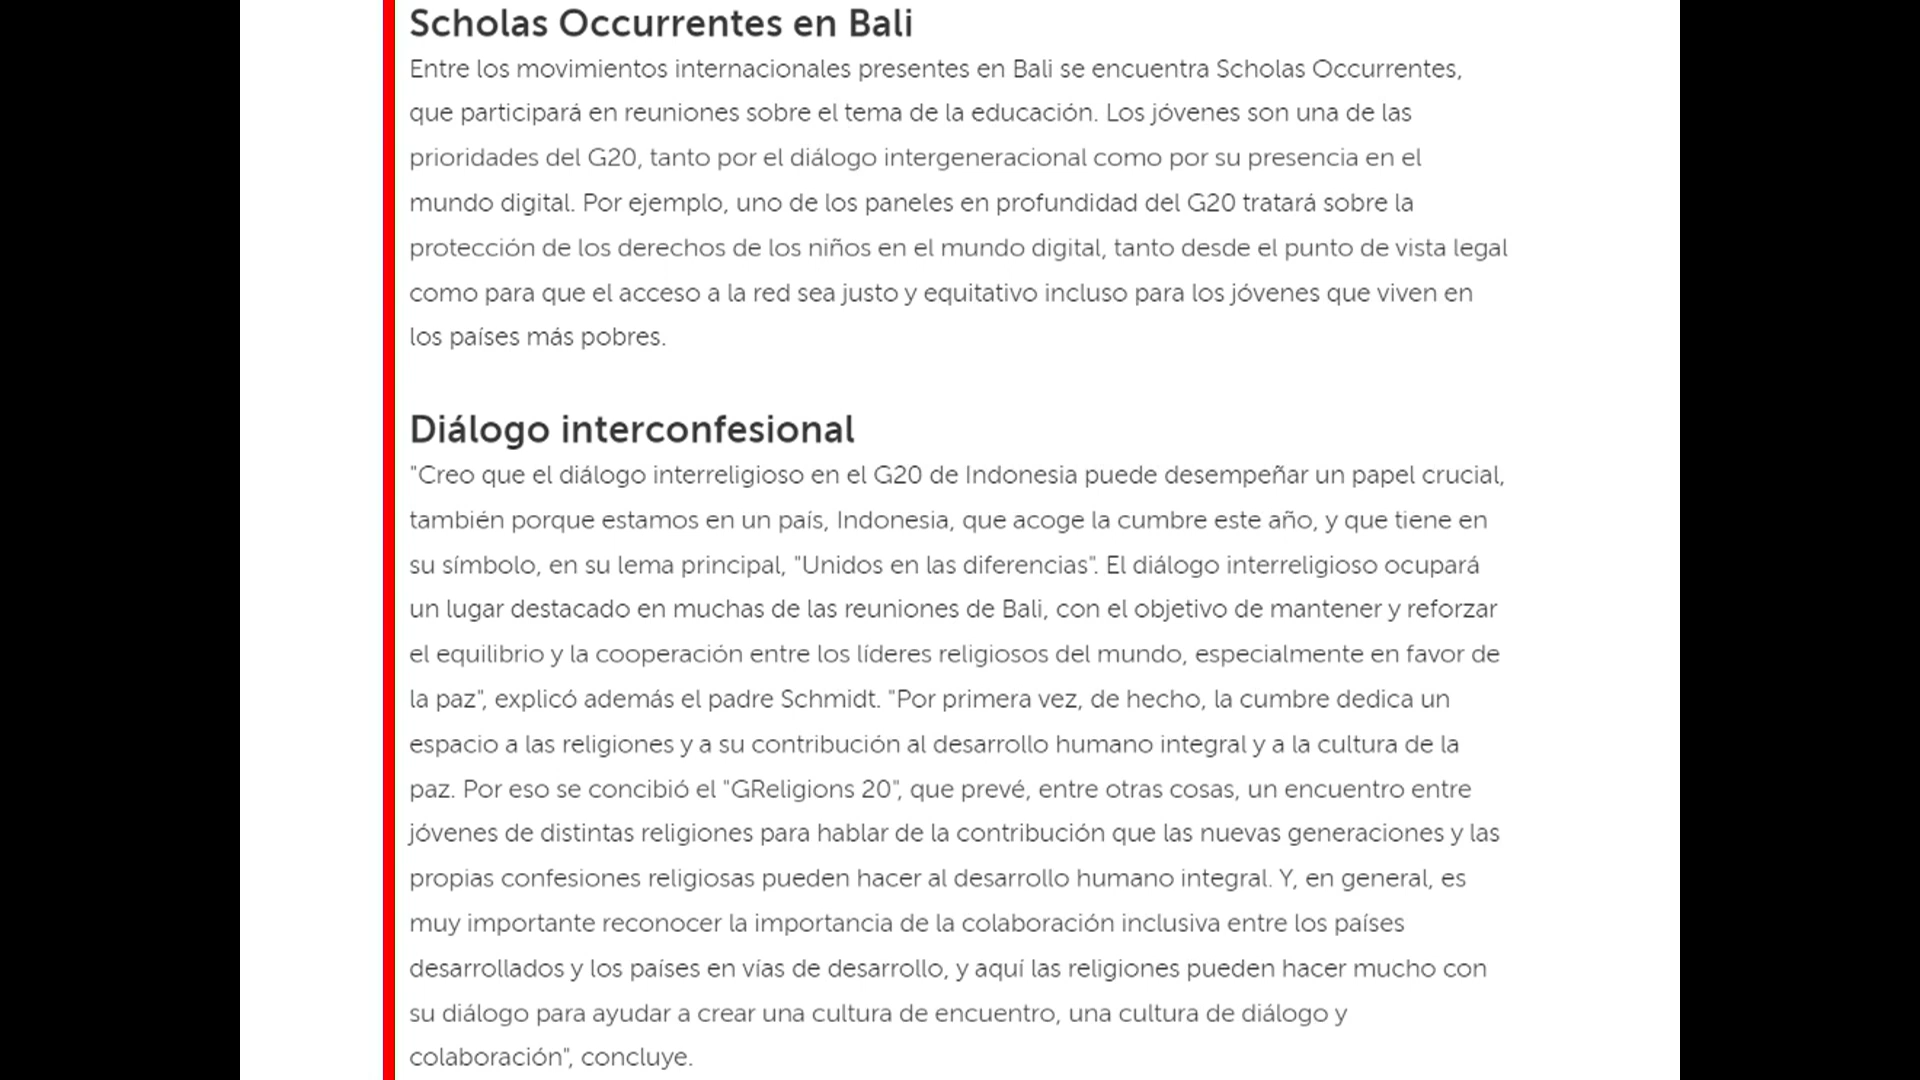 Scholas Occurrentes en Bali
Entre los movimientos internacionales presentes en Bali se encuentra Scholas Occurrentes,
que participará en reuniones sobre el tema de la educación. Los jóvenes son una de las
prioridades del G20, tanto por el diálogo intergeneracional como por su presencia en el
mundo digital. Por ejemplo, uno de los paneles en profundidad del G20 tratará sobre la
protección de los derechos de los niños en el mundo digital, tanto desde el punto de vista legal
como para que el acceso a la red sea justo y equitativo incluso para los jóvenes que viven en
los países más pobres.
Diálogo interconfesional
"Creo que el diálogo interreligioso en el G20 de Indonesia puede desempeñar un papel crucial,
también porque estamos en un país, Indonesia, que acoge la cumbre este año, y que tiene en
su símbolo, en su lema principal, "Unidos en las diferencias". El diálogo interreligioso ocupará
un lugar destacado en muchas de las reuniones de Bali, con el objetivo de mantener y reforzar
el equilibrio y la cooperación entre los líderes religiosos del mundo, especialmente en favor de
la paz", explicó además el padre Schmidt. "Por primera vez, de hecho, la cumbre dedica un
espacio a las religiones y a su contribución al desarrollo humano integral y a la cultura de la
paz. Por eso se concibió el "GReligions 20", que prevé, entre otras cosas, un encuentro entre
jóvenes de distintas religiones para hablar de la contribución que las nuevas generaciones y las
propias confesiones religiosas pueden hacer al desarrollo humano integral. Y, en general, es
muy importante reconocer la importancia de la colaboración inclusiva entre los países
desarrollados y los países en vías de desarrollo, y aquí las religiones pueden hacer mucho con
su diálogo para ayudar a crear una cultura de encuentro, una cultura de diálogo y
colaboración", concluye.